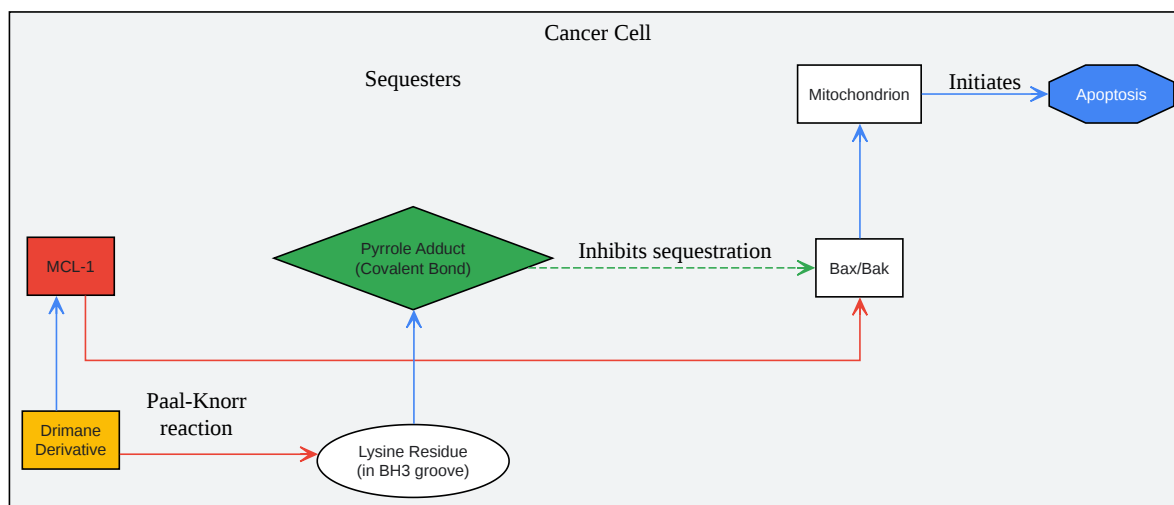 Cancer Cell
Sequesters
Mitochondrion
Initiates
Apoptosis
MCL-1
Pyrrole Adduct
(Covalent Bond)
Inhibits sequestration
Bax/Bak
Paal-Knorr
reaction
Drimane
Derivative
Lysine Residue
(in BH3 groove)